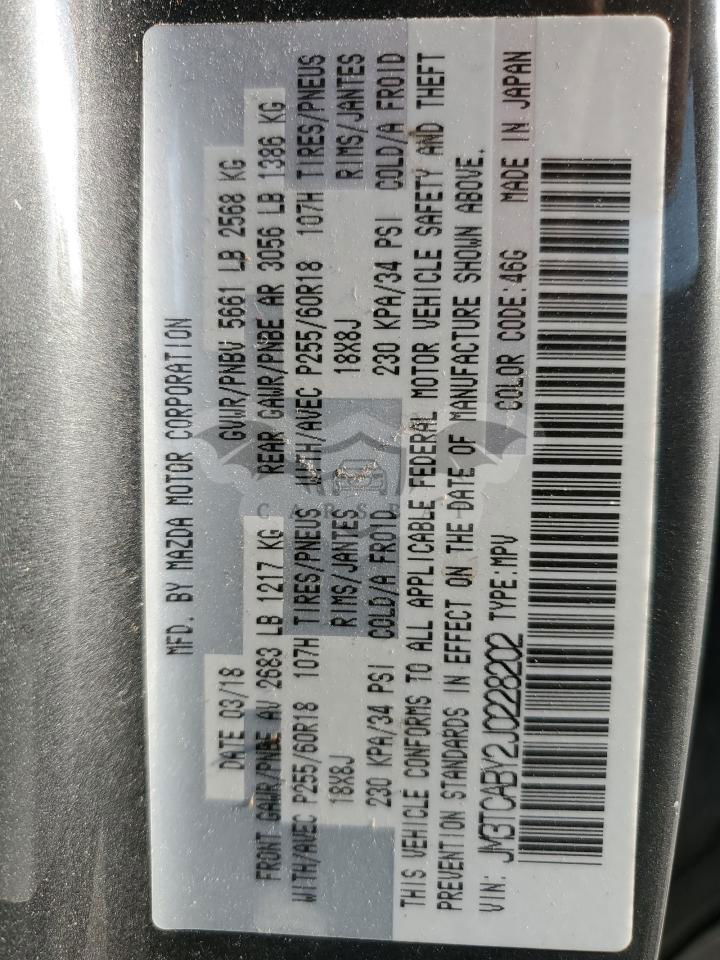 MFD. BY MAZDA MOTOR CORPORATION
DATE 03/18 GVWR/PNBV 5661 LB 2568 KG
FRONT GAWR/PNBE AV 2683 LB 1217 KG REAR GAWR/PNBE AR 3056 LB 1386 KG
WITH/AVEC P255/60R18 107H TIRES/PNEUS WITH/AVEC P255/60R18 107H TIRES/PNEUS
18X8J RIMS/JANTES 18X8J RIMS/JANTES
230 KPA/34 PSI COLD/A FROID 230 KPA/34 PSI COLD/A FROID
THIS VEHICLE CONFORMS TO ALL APPLICABLE FEDERAL MOTOR VEHICLE SAFETY AND THEFT
PREVENTION STANDARDS IN EFFECT ON THE DATE OF MANUFACTURE SHOWN ABOVE.
VIN: JM3TCABY2J0228202 TYPE:MPV COLOR CODE:46G MADE IN JAPAN